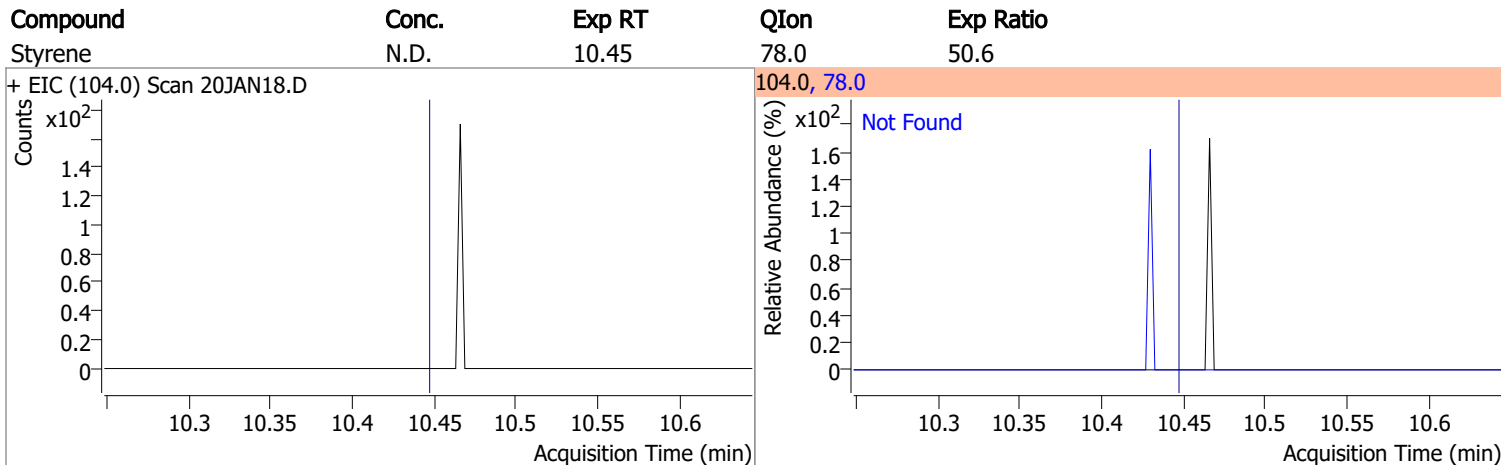 Compound Conc. Exp RT QIon Exp Ratio
Styrene N.D. 10.45 78.0 50.6
+ EIC (104.0) Scan 20JAN18.D
Counts
x10²
1.4
1.2
1
0.8
0.6
0.4
0.2
0
10.3 10.35 10.4 10.45 10.5 10.55 10.6
Acquisition Time (min)
104.0, 78.0
Relative Abundance (%)
x10²
Not Found
1.6
1.4
1.2
1
0.8
0.6
0.4
0.2
0
10.3 10.35 10.4 10.45 10.5 10.55 10.6
Acquisition Time (min)